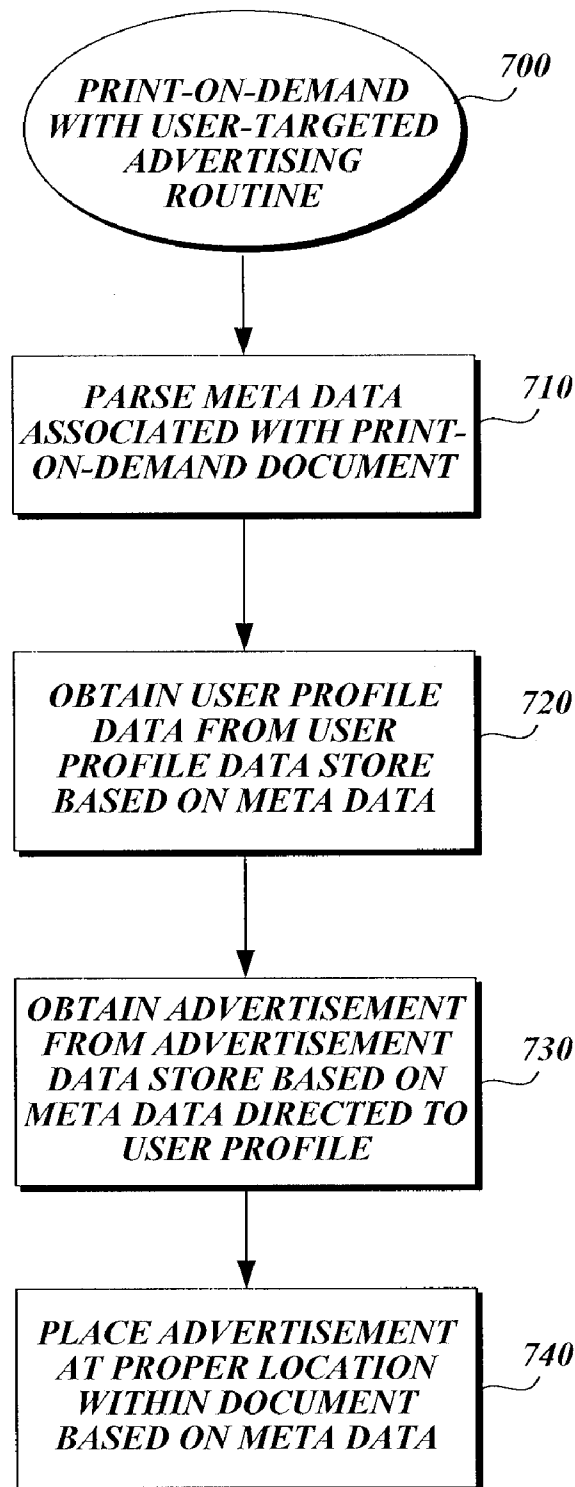 PRINT-ON-DEMAND
WITH USER-TARGETED
ADVERTISING
ROUTINE
700
PARSE META DATA
ASSOCIATED WITH PRINT-
ON-DEMAND DOCUMENT
710
OBTAIN USER PROFILE
DATA FROM USER
PROFILE DATA STORE
BASED ON META DATA
720
OBTAIN ADVERTISEMENT
FROM ADVERTISEMENT
DATA STORE BASED ON
META DATA DIRECTED TO
USER PROFILE
730
PLACE ADVERTISEMENT
AT PROPER LOCATION
WITHIN DOCUMENT
BASED ON META DATA
740